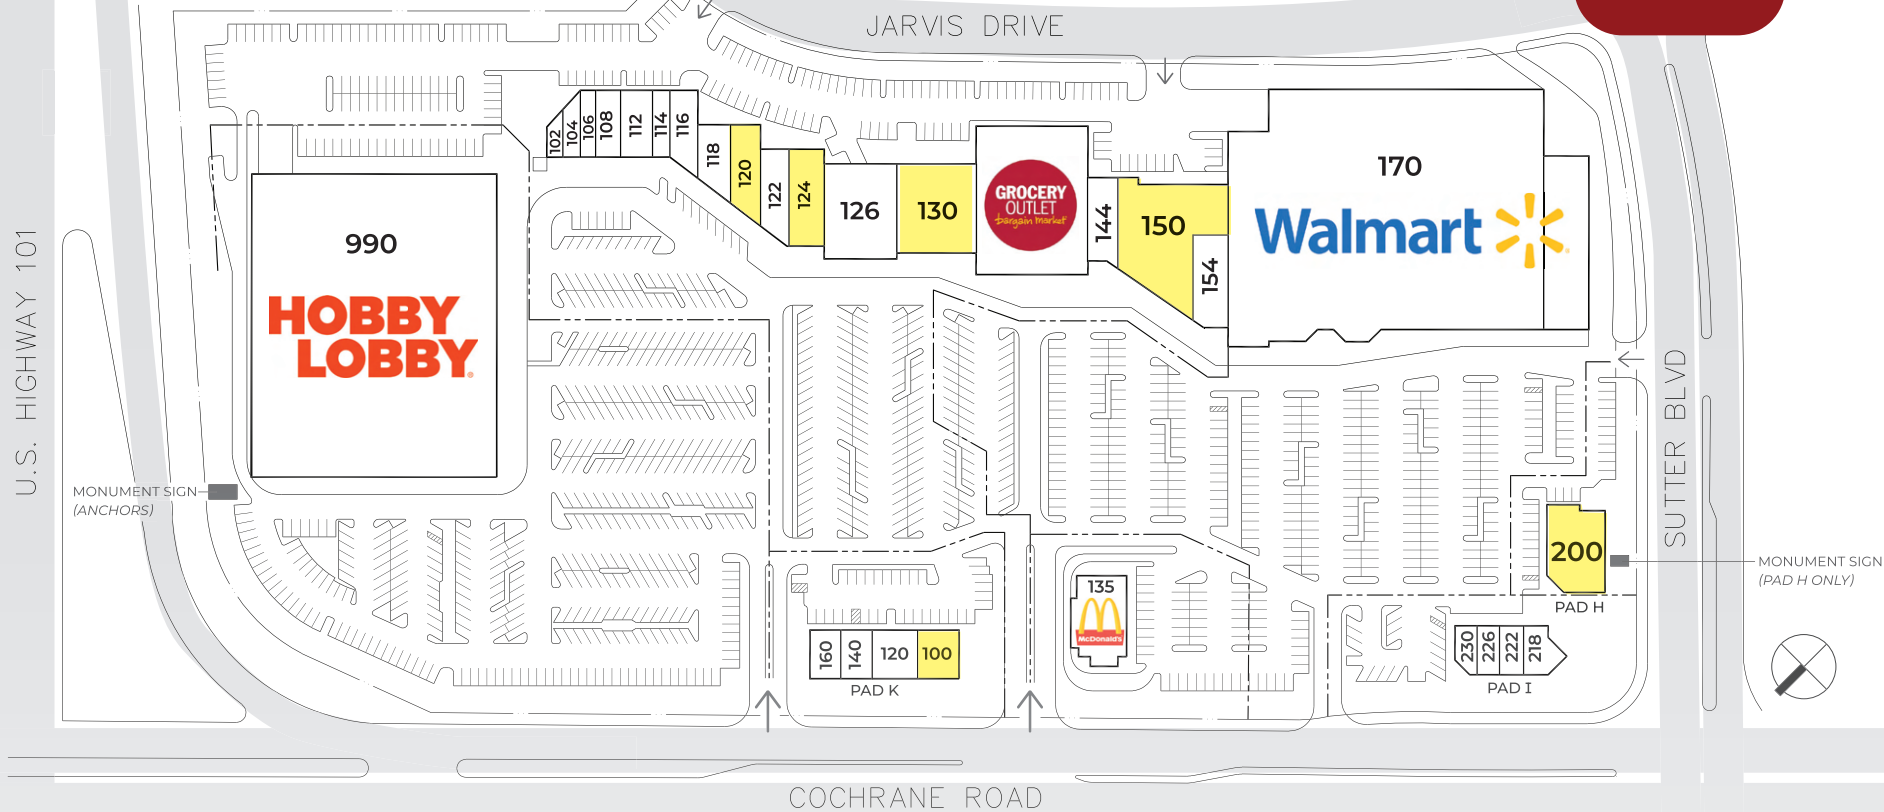 JARVIS DRIVE
U.S. HIGHWAY 101
SUTTER BLVD
COCHRANE ROAD
990
HOBBY
LOBBY
102
104
106
108
112
114
116
118
120
122
124
126
130
GROCERY
OUTLET
bargain market
144
150
154
170
Walmart
MONUMENT SIGN
(ANCHORS)
200
PAD H
MONUMENT SIGN
(PAD H ONLY)
135
McDonald's
160
140
120
100
PAD K
230
226
222
218
PAD I